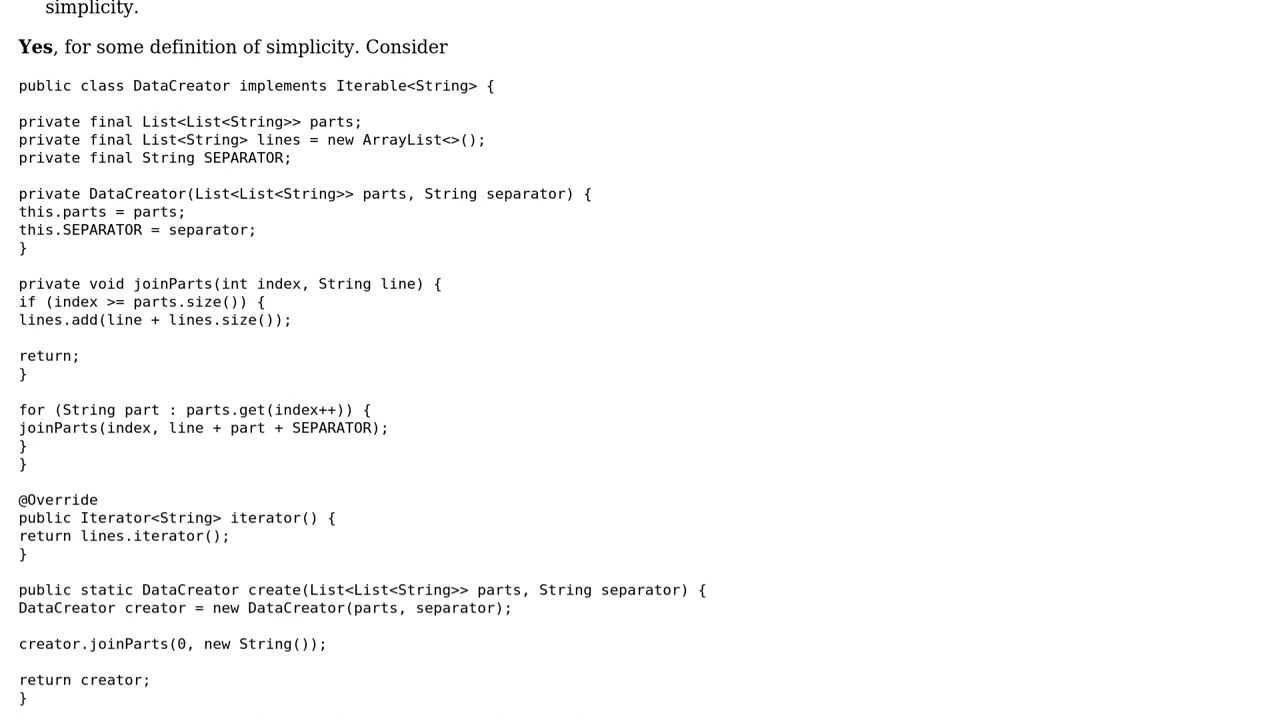 simplicity.
Yes, for some definition of simplicity. Consider
public class DataCreator implements Iterable<String> {
private final List<List<String>> parts;
private final List<String> lines = new ArrayList<>();
private final String SEPARATOR;
private DataCreator(List<List<String>> parts, String separator) {
this.parts = parts;
this.SEPARATOR = separator;
}
private void joinParts(int index, String line) {
if (index >= parts.size()) {
lines.add(line + lines.size());
return;
}
for (String part : parts.get(index++)) {
joinParts(index, line + part + SEPARATOR);
}
}
@Override
public Iterator<String> iterator() {
return lines.iterator();
}
public static DataCreator create(List<List<String>> parts, String separator) {
DataCreator creator = new DataCreator(parts, separator);
creator.joinParts(0, new String());
return creator;
}